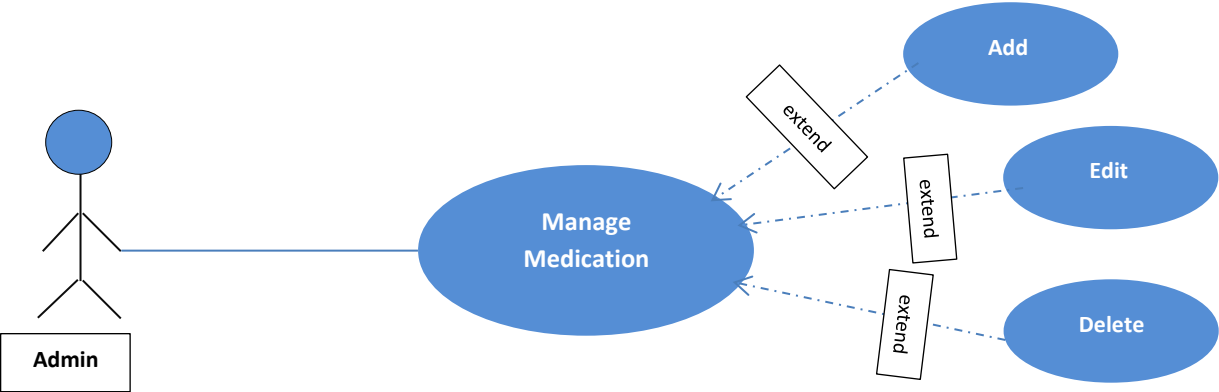 Add
extend
Edit
extend
Manage
Medication
extend
Delete
Admin